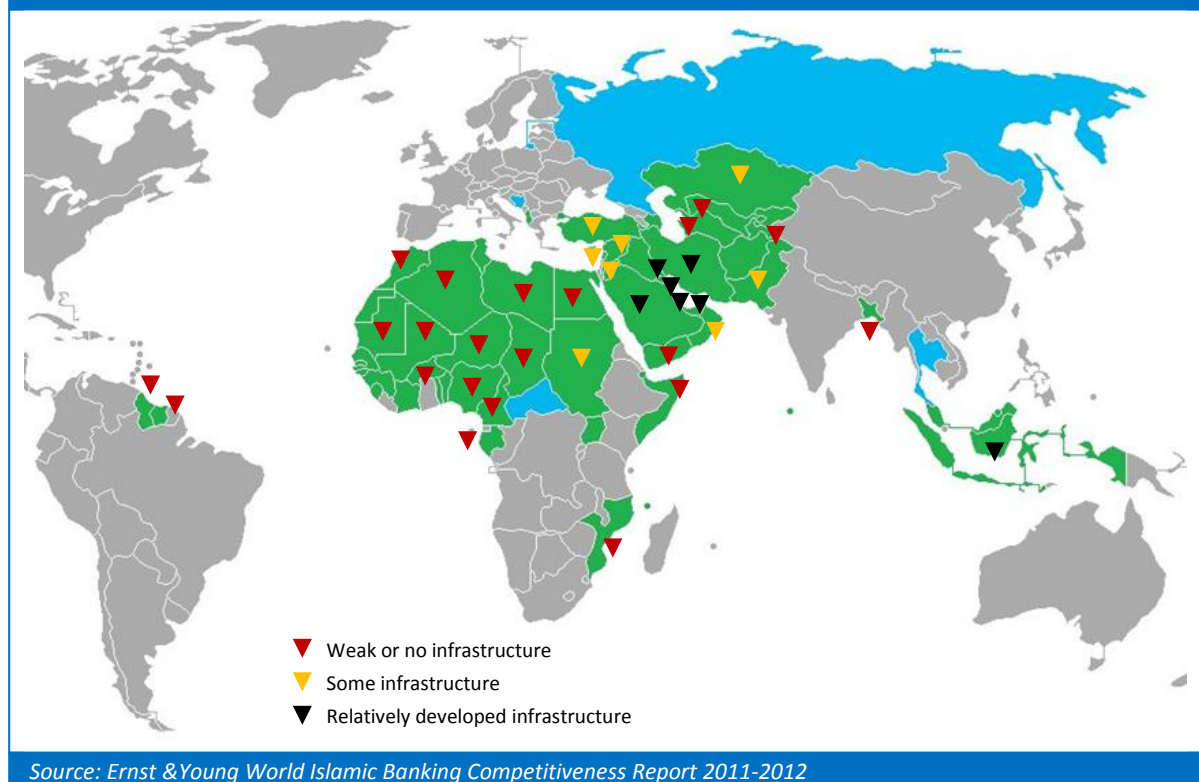 Weak or no infrastructure
Some infrastructure
Relatively developed infrastructure
Source: Ernst &Young World Islamic Banking Competitiveness Report 2011-2012